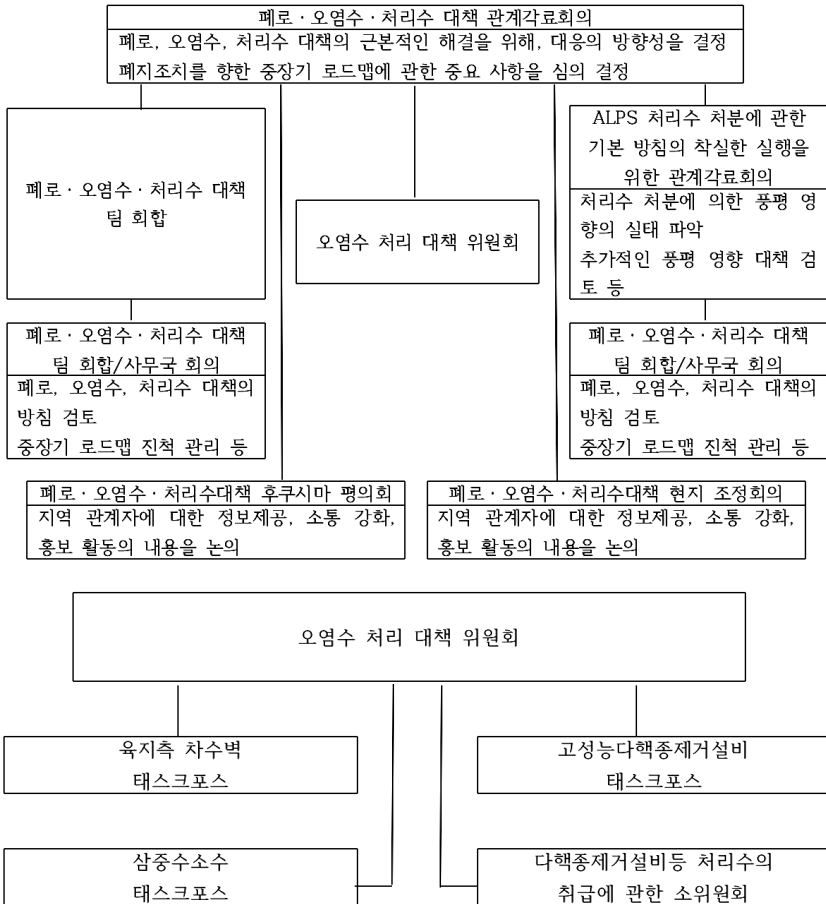 폐로·오염수·처리수 대책 관계각료회의
폐로, 오염수, 처리수 대책의 근본적인 해결을 위해, 대응의 방향성을 결정
폐지조치를 향한 중장기 로드맵에 관한 중요 사항을 심의 결정
폐로·오염수·처리수 대책
팀 회합
오염수 처리 대책 위원회
ALPS 처리수 처분에 관한
기본 방침의 착실한 실행을
위한 관계각료회의
처리수 처분에 의한 풍평 영
향의 실태 파악
추가적인 풍평 영향 대책 검
토 등
폐로·오염수·처리수 대책
팀 회합/사무국 회의
폐로, 오염수, 처리수 대책의
방침 검토
중장기 로드맵 진척 관리 등
폐로·오염수·처리수 대책
팀 회합/사무국 회의
폐로, 오염수, 처리수 대책의
방침 검토
중장기 로드맵 진척 관리 등
폐로·오염수·처리수대책 후쿠시마 평의회
지역 관계자에 대한 정보제공, 소통 강화,
홍보 활동의 내용을 논의
폐로·오염수·처리수대책 현지 조정회의
지역 관계자에 대한 정보제공, 소통 강화,
홍보 활동의 내용을 논의
오염수 처리 대책 위원회
육지측 차수벽
태스크포스
고성능다핵종제거설비
태스크포스
삼중수소수
태스크포스
다핵종제거설비등 처리수의
취급에 관한 소위원회